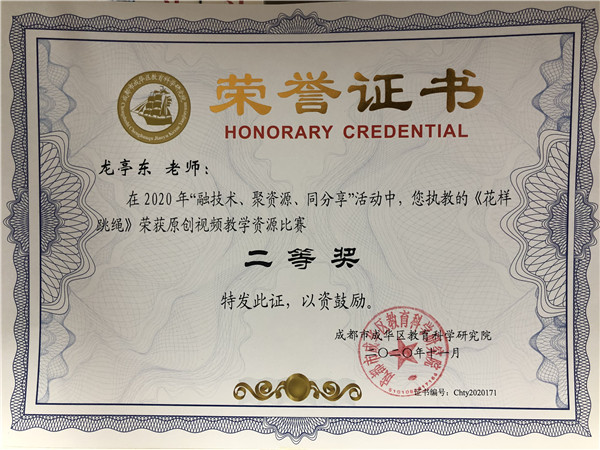 荣誉证书
HONORARY CREDENTIAL
龙亭东 老师：
在2020年“融技术、聚资源、同分享”活动中，您执教的《花样
跳绳》荣获原创视频教学资源比赛
二等奖
特发此证，以资鼓励。
成都市成华区教育科学研究院
二〇二〇年十一月
证书编号：Chty2020171